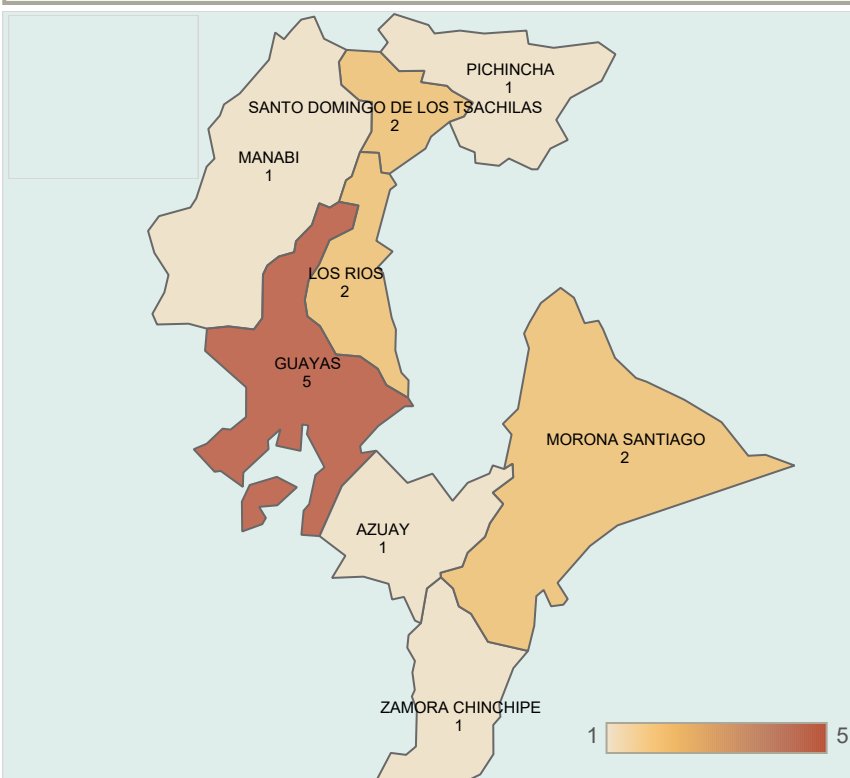 PICHINCHA
1
SANTO DOMINGO DE LOS TSACHILAS
2
MANABI
1
LOS RIOS
2
GUAYAS
5
MORONA SANTIAGO
2
AZUAY
1
ZAMORA CHINCHIPE
1
1 5